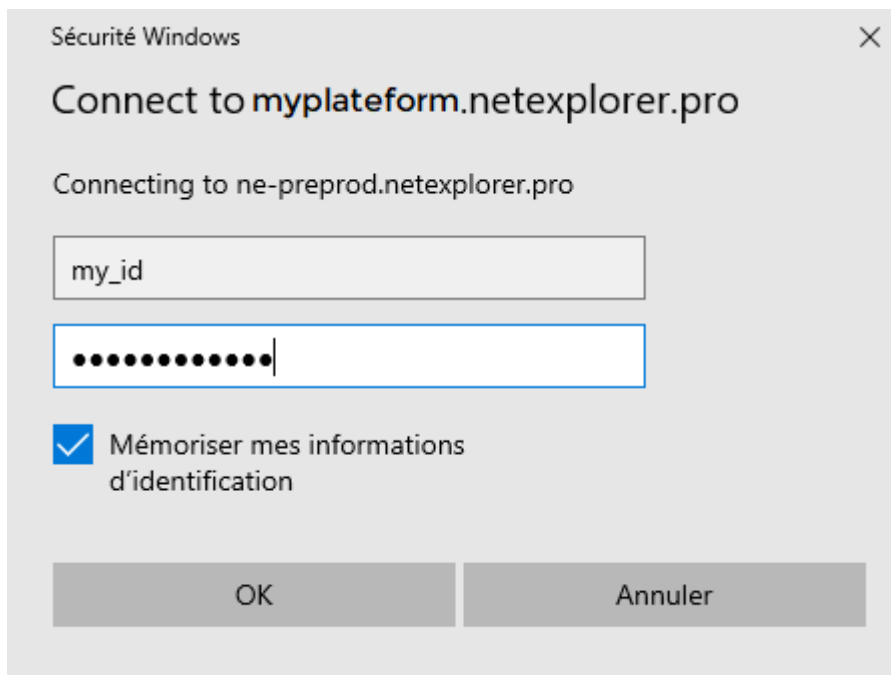 Sécurité Windows
Connect to myplateform.netexplorer.pro
Connecting to ne-preprod.netexplorer.pro
my_id
●●●●●●●●●●●●
Mémoriser mes informations
d’identification
OK
Annuler